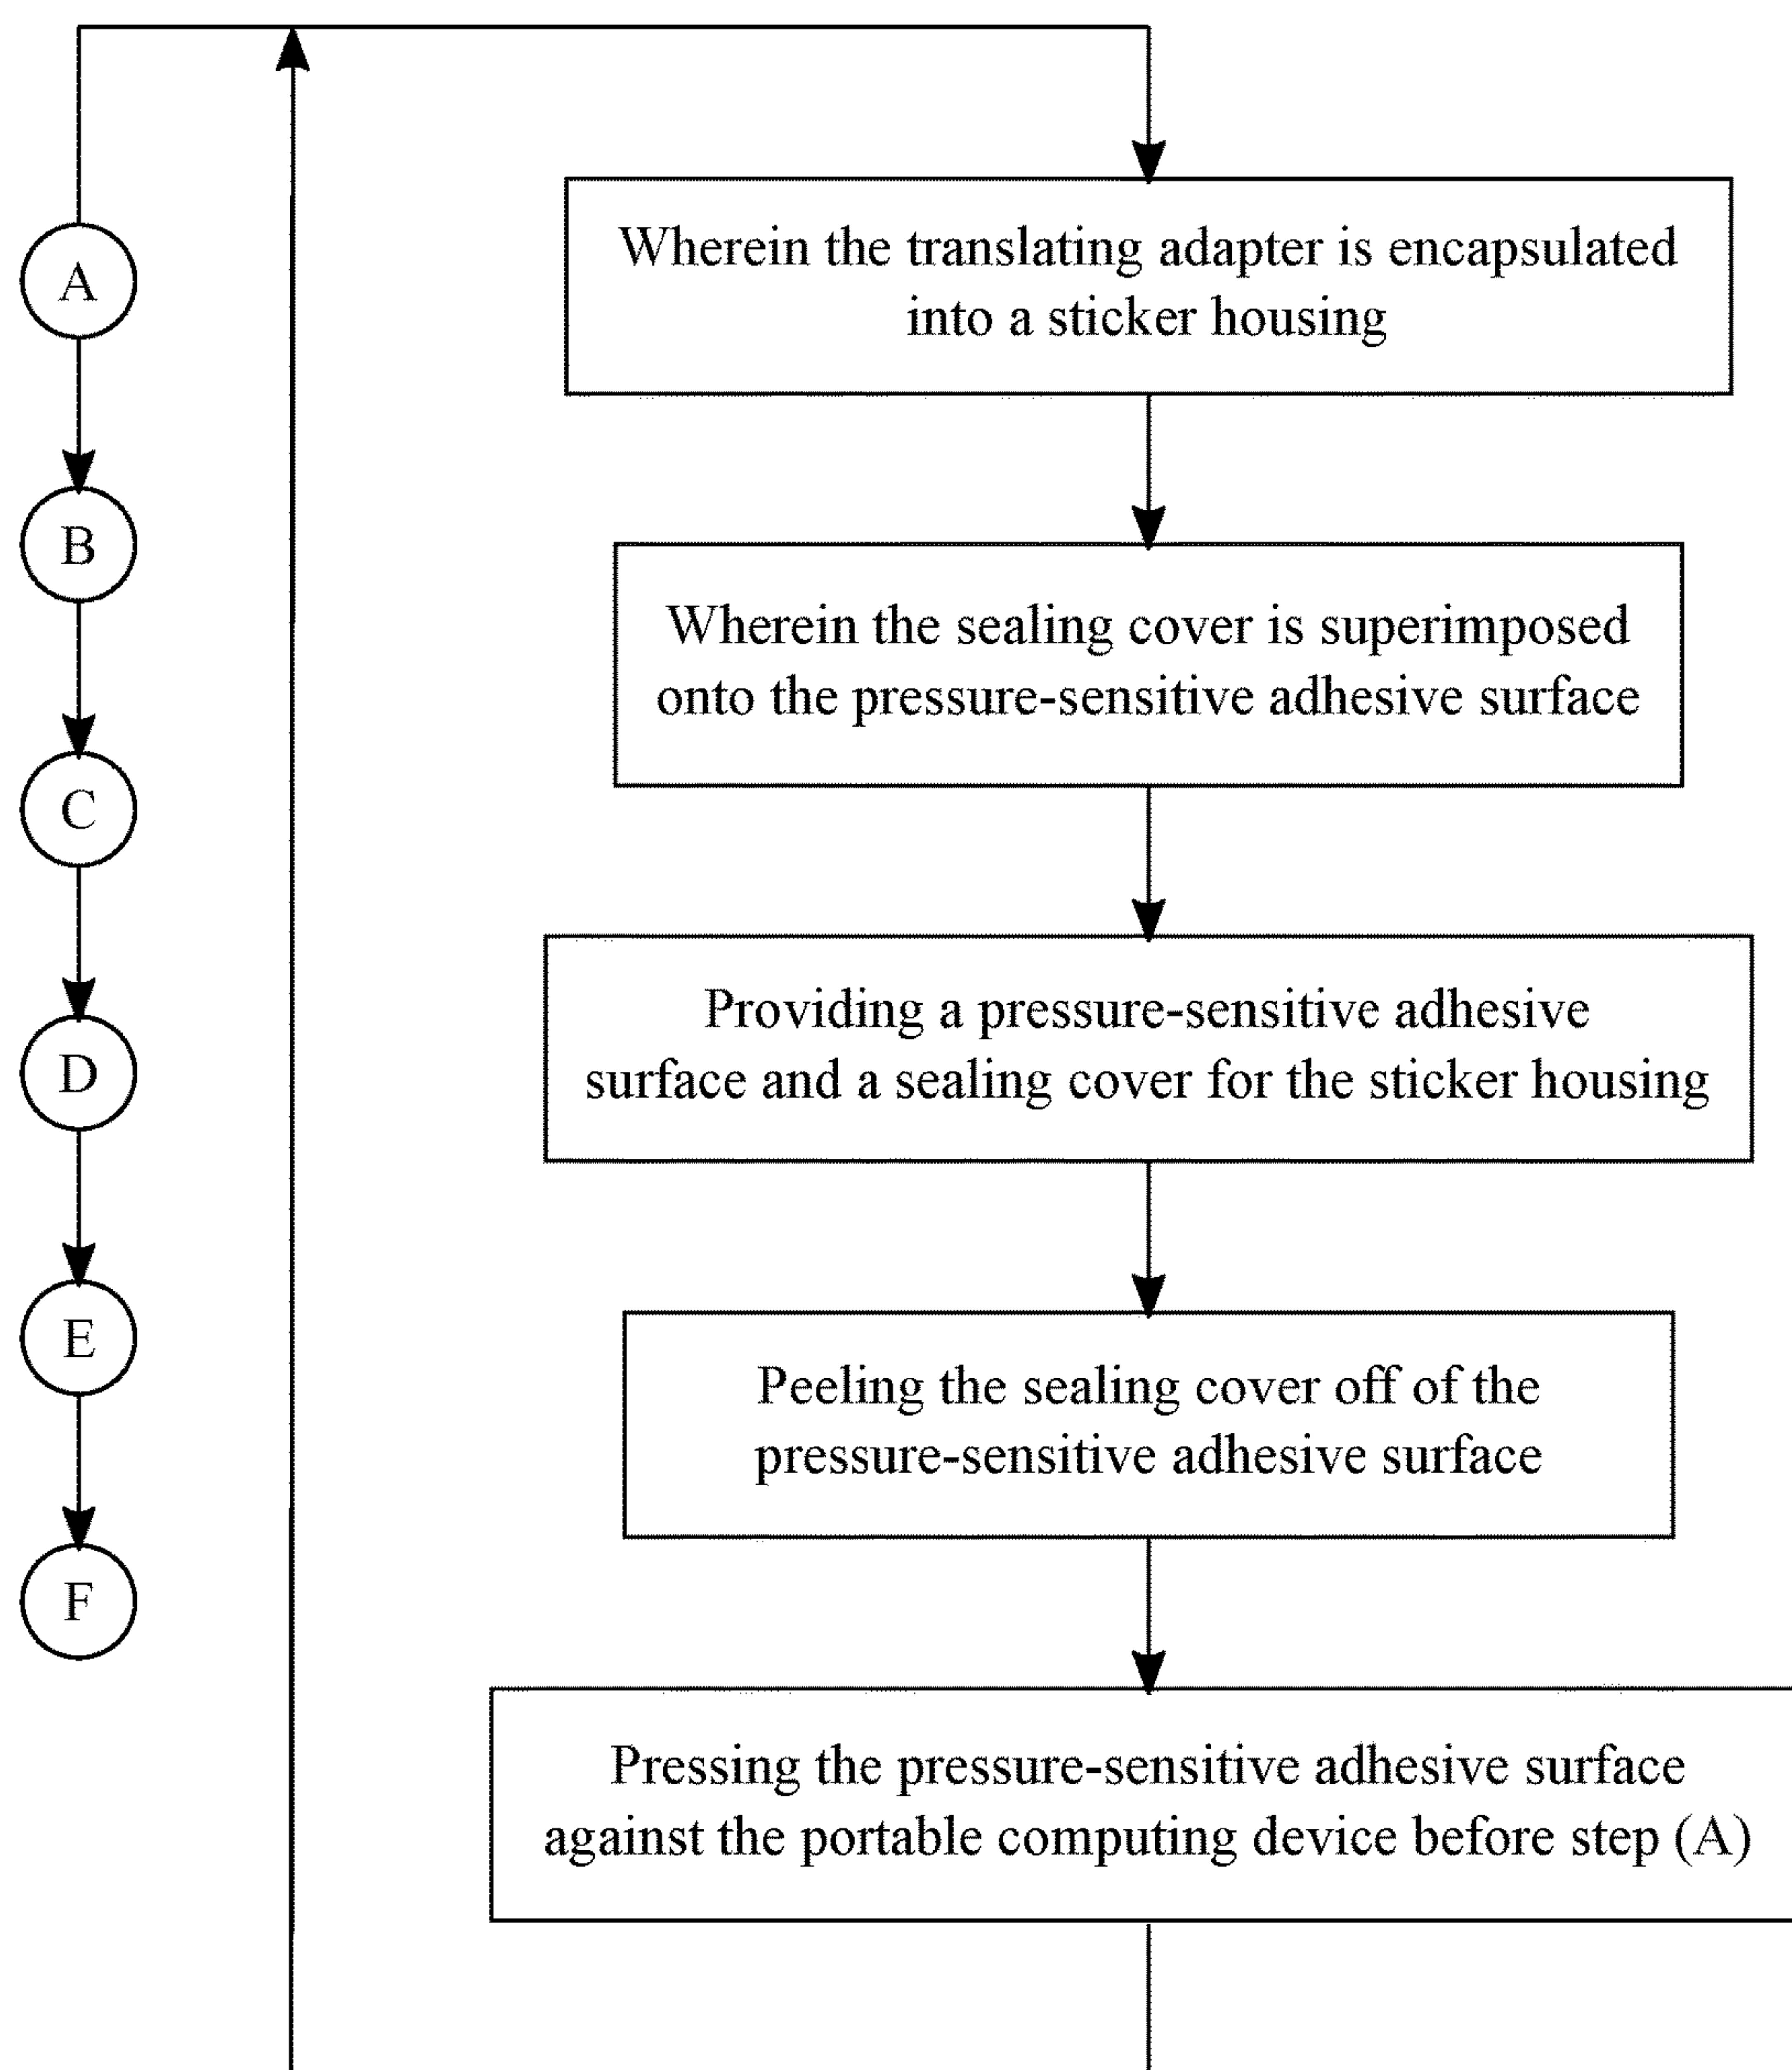 A
B
C
D
E
F
Wherein the translating adapter is encapsulated
into a sticker housing
Wherein the sealing cover is superimposed
onto the pressure-sensitive adhesive surface
Providing a pressure-sensitive adhesive
surface and a sealing cover for the sticker housing
Peeling the sealing cover off of the
pressure-sensitive adhesive surface
Pressing the pressure-sensitive adhesive surface
against the portable computing device before step (A)